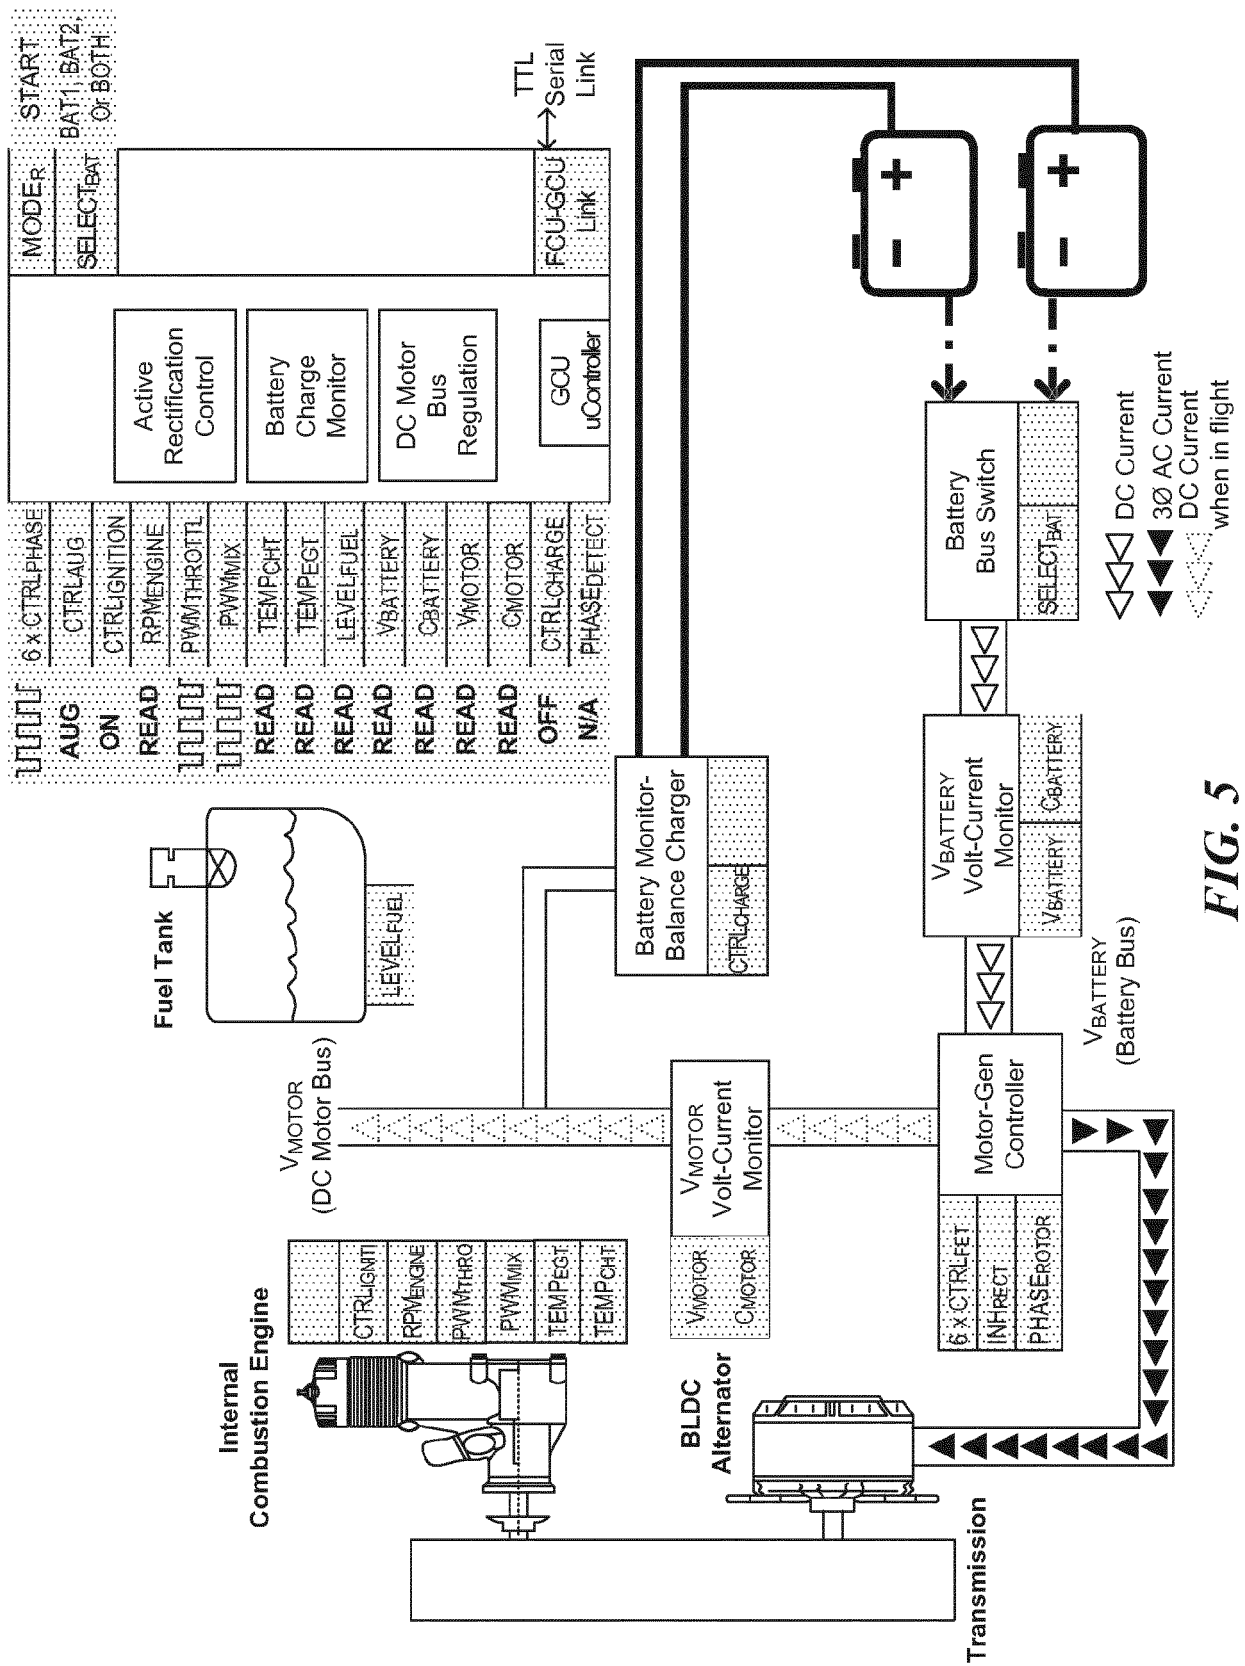 Transmission
Internal
Combustion Engine
CTRLIGNITI
RPMENGINE
PWMTHRO
PWMMIX
TEMPEGT
TEMPCHT
BLDC
Alternator
Fuel Tank
LEVELFUEL
VMOTOR
(DC Motor Bus)
VMOTOR
Volt-Current
Monitor
VMOTOR
CMOTOR
Motor-Gen
Controller
6 x CTRLFET
INHRECT
PHASEROTOR
VBATTERY
(Battery Bus)
Battery Monitor-
Balance Charger
CTRLCHARGE
VBATTERY
Volt-Current
Monitor
VBATTERY
CBATTERY
Battery
Bus Switch
SELECTBAT
AUG
ON
READ
READ
READ
READ
READ
READ
READ
READ
OFF
N/A
6 x CTRLPHASE
CTRLAUG
CTRLIGNITION
RPMENGINE
PWMTHROTTL
PWMMIX
TEMPCHT
TEMPEGT
LEVELFUEL
VBATTERY
CBATTERY
VMOTOR
CMOTOR
CTRLCHARGE
PHASEDETECT
Active
Rectification
Control
Battery
Charge
Monitor
DC Motor
Bus
Regulation
GCU
uController
MODER
START
SELECTBAT
BAT1, BAT2,
Or BOTH
FCU-GCU
Link
TTL
Serial
Link
− +
− +
DC Current
3Ø AC Current
DC Current
when in flight
FIG. 5